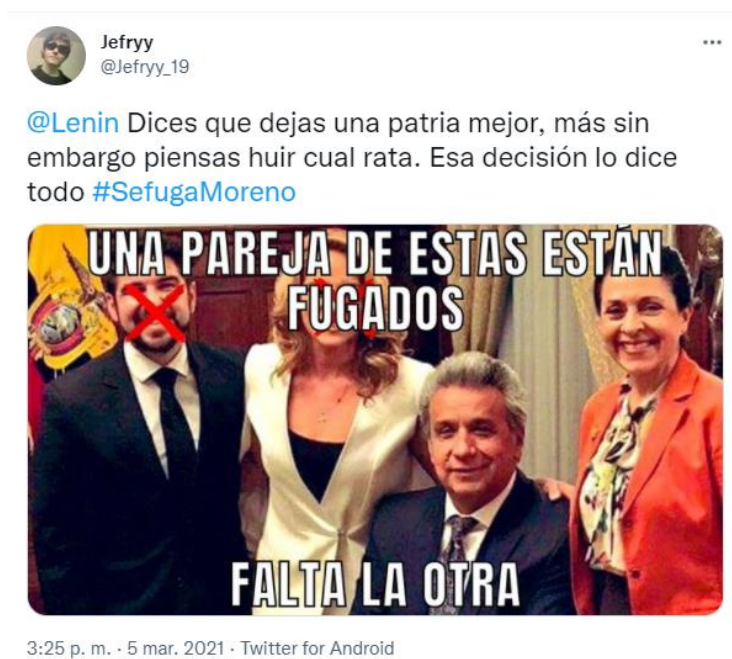 Jefryy
@Jefryy_19
@Lenin Dices que dejas una patria mejor, más sin
embargo piensas huir cual rata. Esa decisión lo dice
todo #SefugaMoreno
UNA PAREJA DE ESTAS ESTÁN
FUGADOS
FALTA LA OTRA
3:25 p. m. · 5 mar. 2021 · Twitter for Android